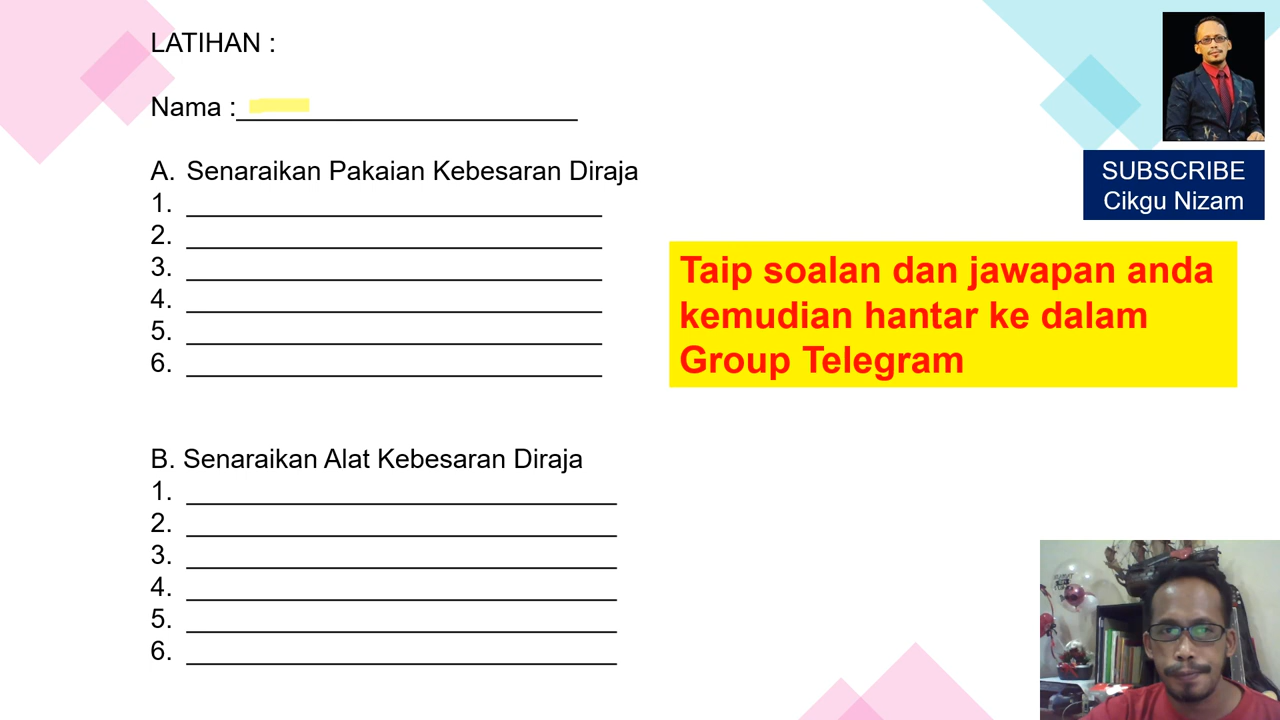 LATIHAN :
Nama :
A. Senaraikan Pakaian Kebesaran Diraja
1.
2.
3.
4.
5.
6.
B. Senaraikan Alat Kebesaran Diraja
1.
2.
3.
4.
5.
6.
SUBSCRIBE
Cikgu Nizam
Taip soalan dan jawapan anda
kemudian hantar ke dalam
Group Telegram